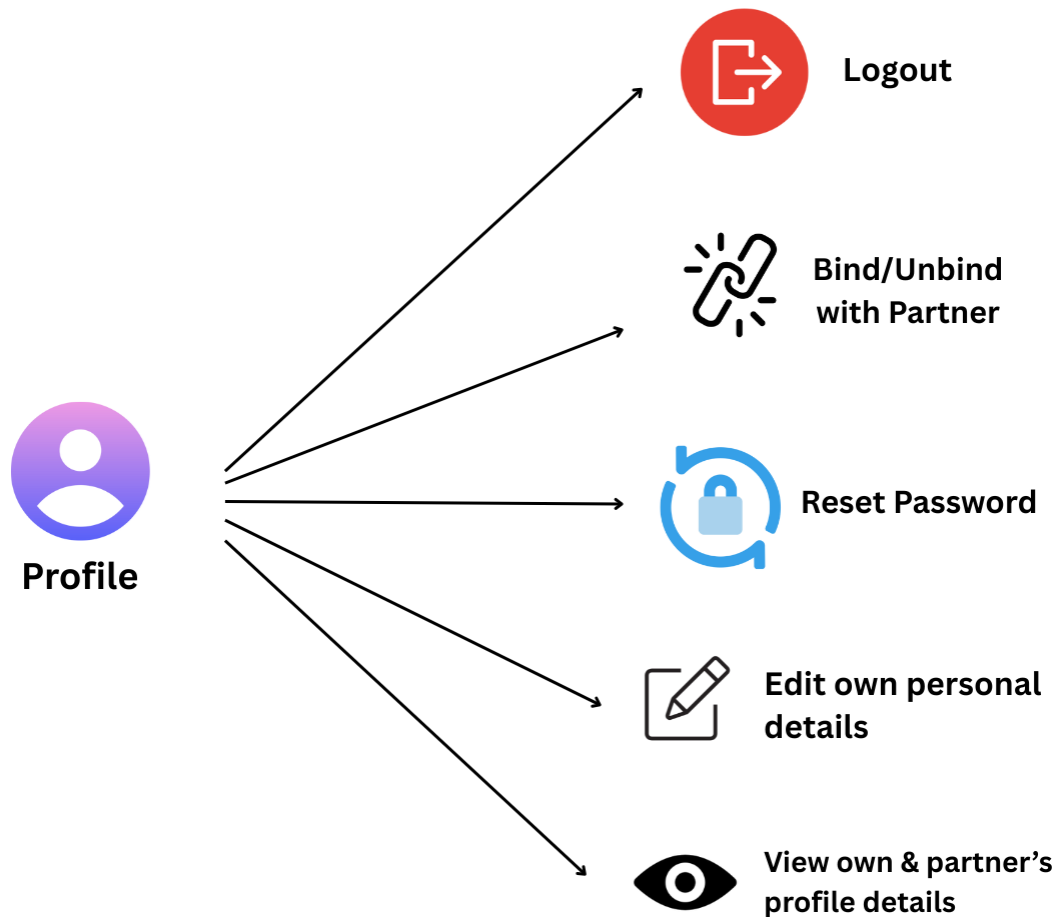 Logout
Bind/Unbind
with Partner
Profile
Reset Password
Edit own personal
details
View own & partner’s
profile details